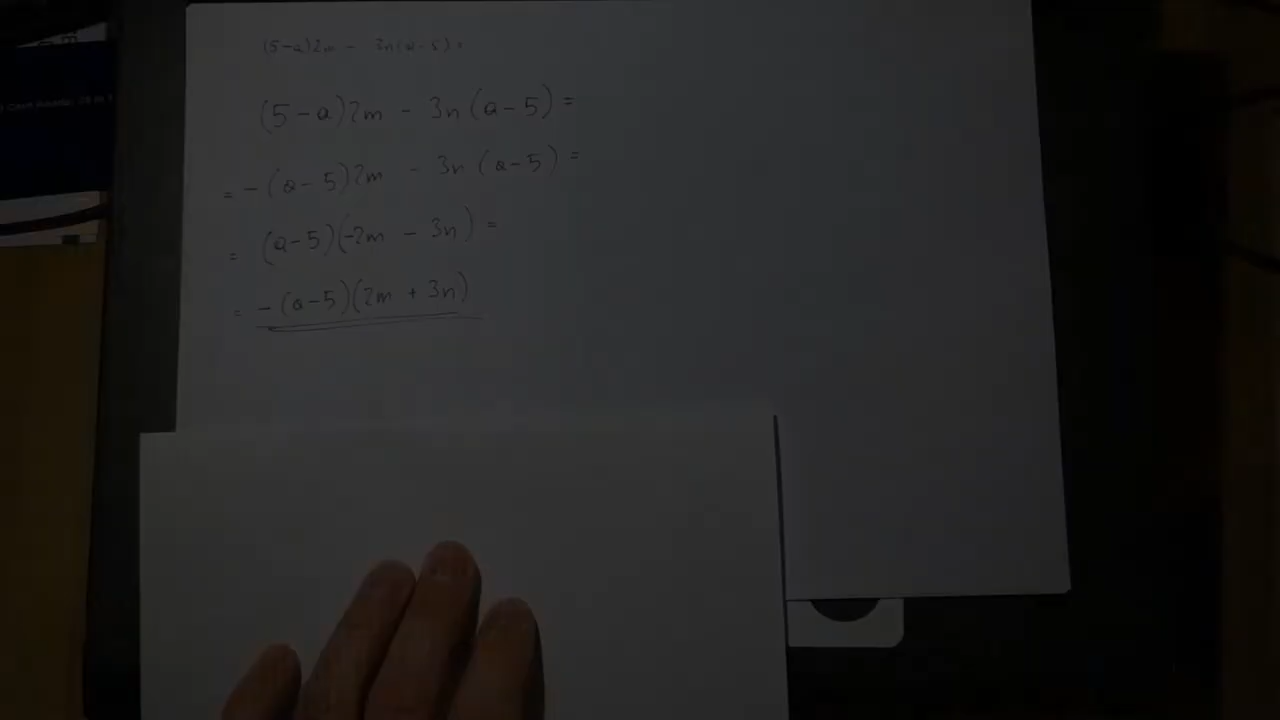 (5-a)2m - 3n(a-5) =
(5-a)2m - 3n(a-5) =
= -(a-5)2m - 3n(a-5) =
= (a-5)(-2m - 3n) =
= -(a-5)(2m + 3n)